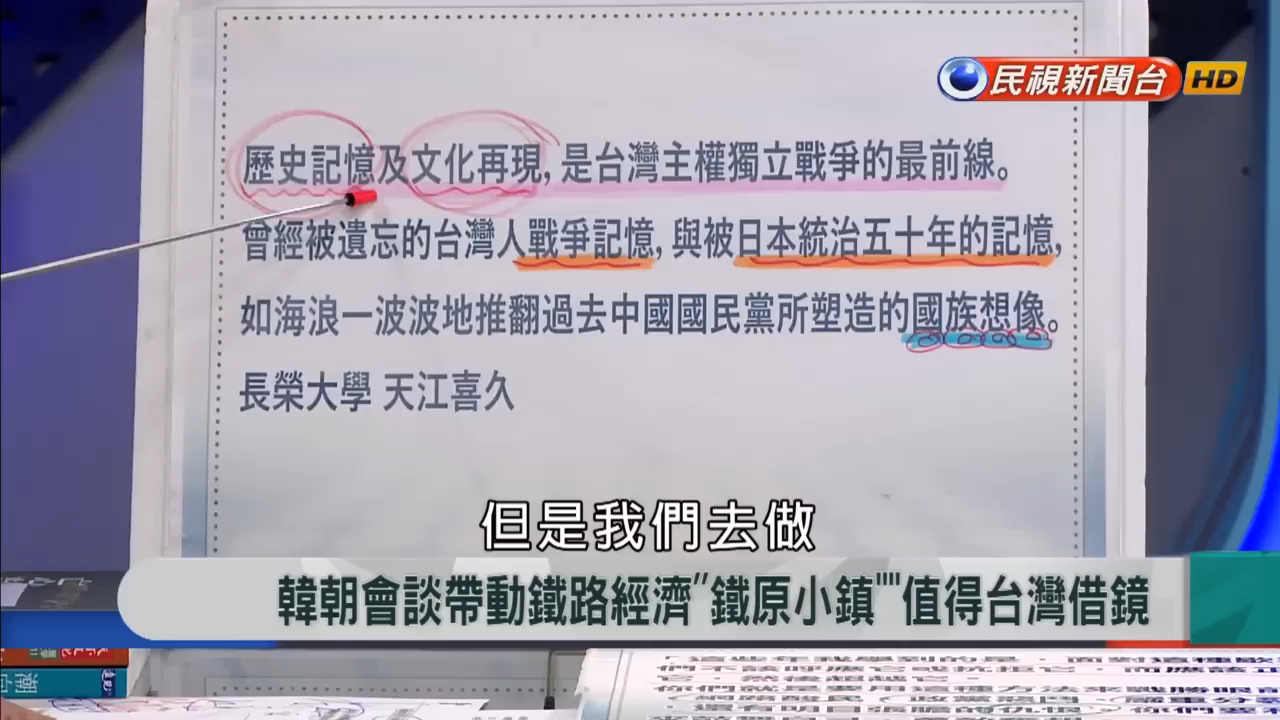 民視新聞台 HD
歷史記憶及文化再現,是台灣主權獨立戰爭的最前線。
曾經被遺忘的台灣人戰爭記憶,與被日本統治五十年的記憶,
如海浪一波波地推翻過去中國國民黨所塑造的國族想像。
長榮大學 天江喜久
但是我們去做
韓朝會談帶動鐵路經濟"鐵原小鎮""值得台灣借鏡